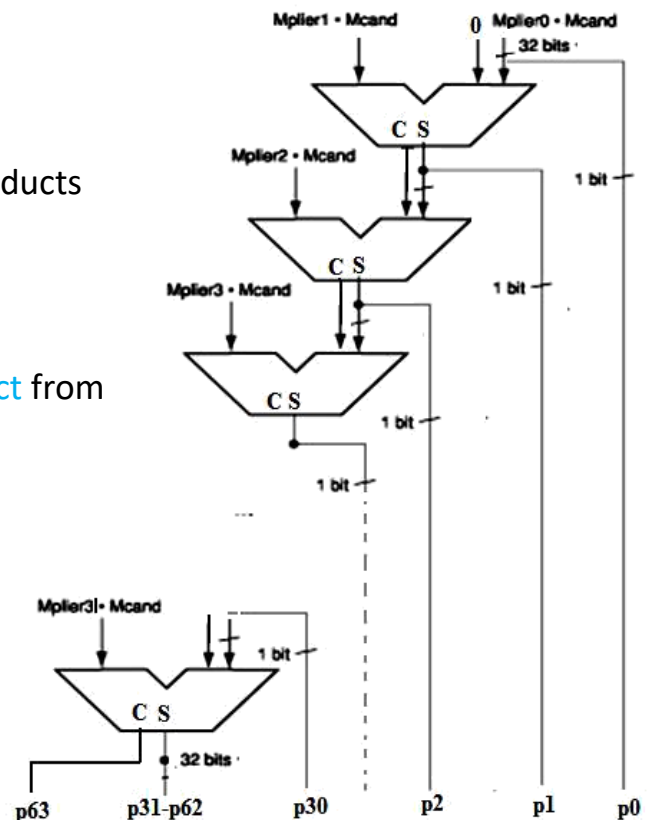 Mplier1 • Mcand
0 Mplier0 • Mcand
32 bits
C S
Mplier2 • Mcand
ducts
1 bit
C S
Mplier3 • Mcand
1 bit
ct from
C S
1 bit
1 bit
...
Mplier3l • Mcand
1 bit
C S
32 bits
p63 p31-p62 p30 p2 p1 p0